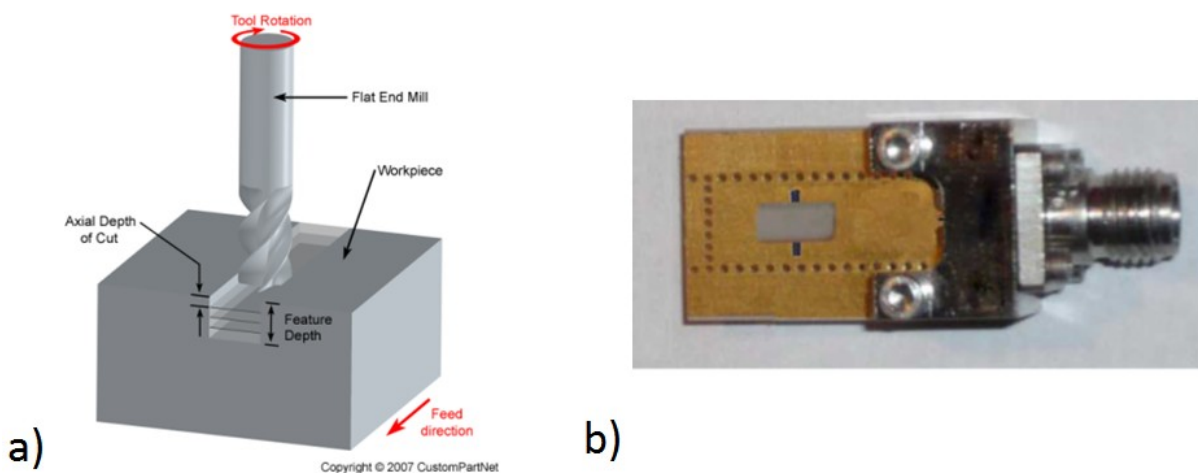 Tool Rotation
Flat End Mill
Workpiece
Axial Depth
of Cut
Feature
Depth
Feed
direction
Copyright © 2007 CustomPartNet
a)
b)